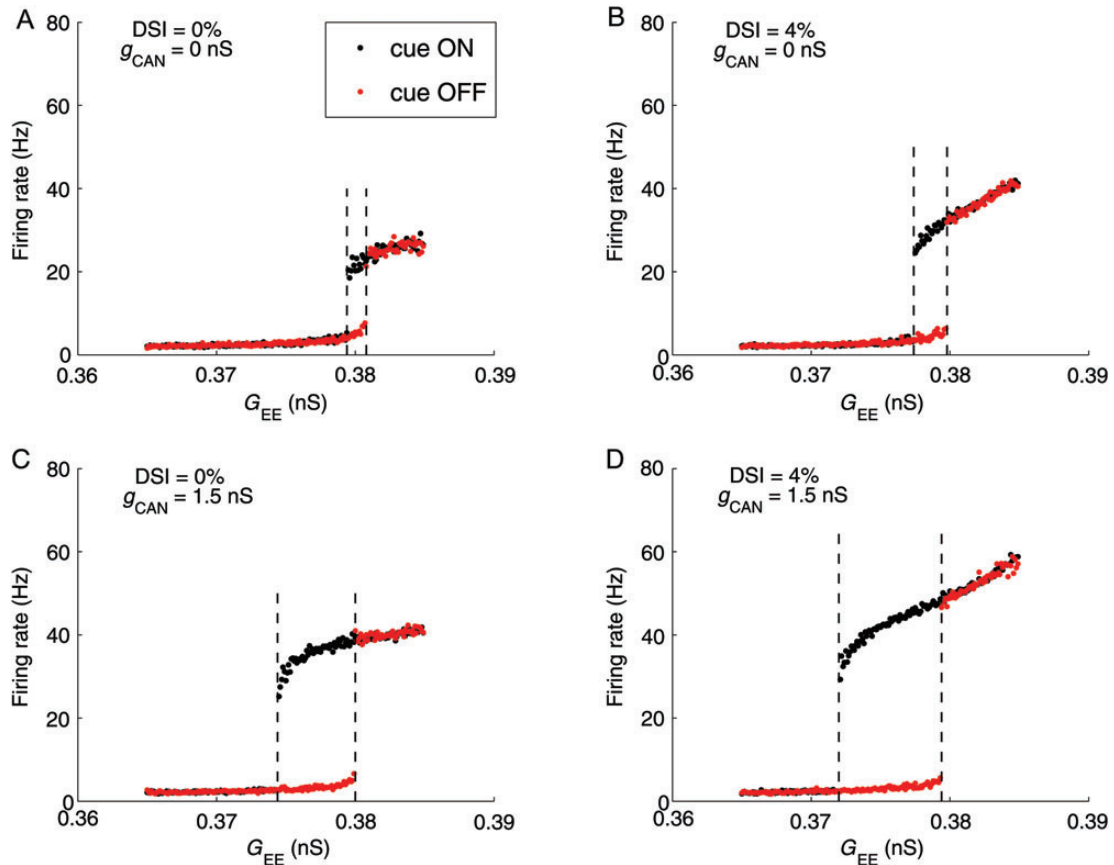 A
DSI = 0%
gCAN = 0 nS
cue ON
cue OFF
Firing rate (Hz)
80
60
40
20
0
0.36
0.37
0.38
0.39
GEE (nS)
B
DSI = 4%
gCAN = 0 nS
Firing rate (Hz)
80
60
40
20
0
0.36
0.37
0.38
0.39
GEE (nS)
C
DSI = 0%
gCAN = 1.5 nS
Firing rate (Hz)
80
60
40
20
0
0.36
0.37
0.38
0.39
GEE (nS)
D
DSI = 4%
gCAN = 1.5 nS
Firing rate (Hz)
80
60
40
20
0
0.36
0.37
0.38
0.39
GEE (nS)